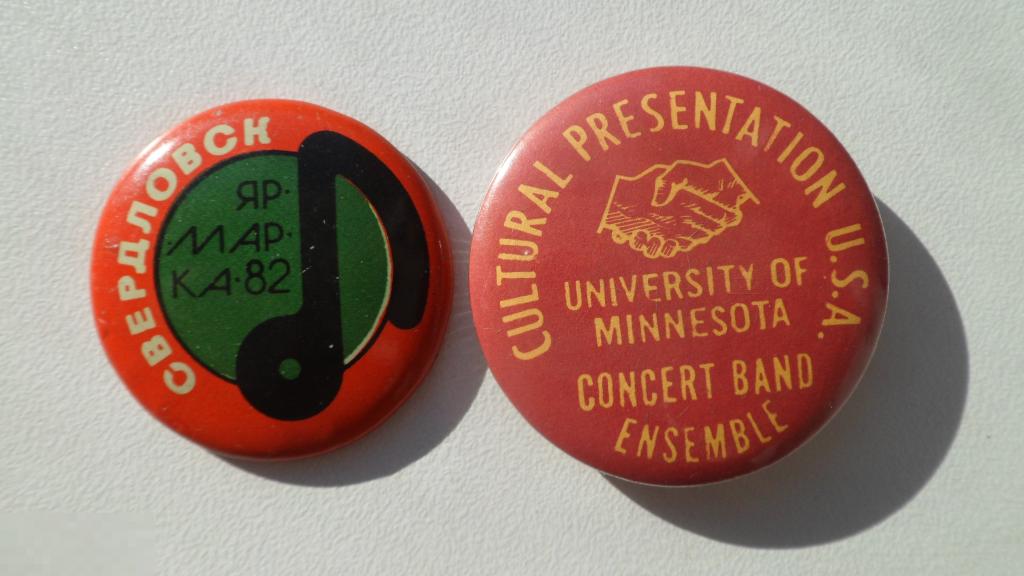 СВЕРДЛОВСК
ЯР·
·МАР·
КА·82
CULTURAL PRESENTATION U.S.A.
UNIVERSITY OF
MINNESOTA
CONCERT BAND
ENSEMBLE